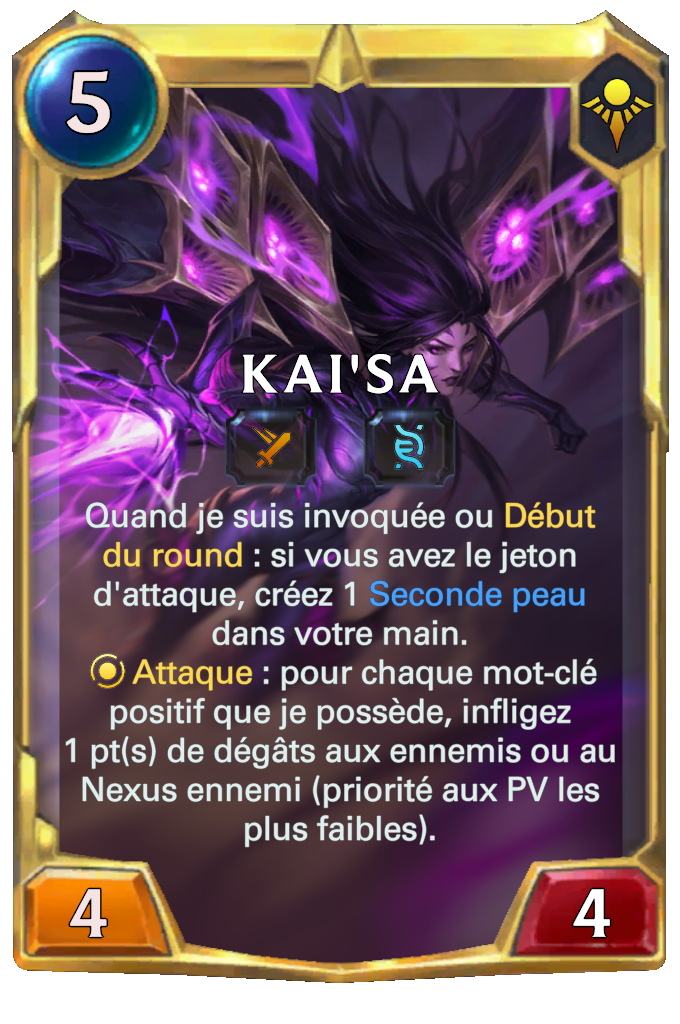 5
KAI'SA
Quand je suis invoquée ou Début
du round : si vous avez le jeton
d'attaque, créez 1 Seconde peau
dans votre main.
Attaque : pour chaque mot-clé
positif que je possède, infligez
1 pt(s) de dégâts aux ennemis ou au
Nexus ennemi (priorité aux PV les
plus faibles).
4
4